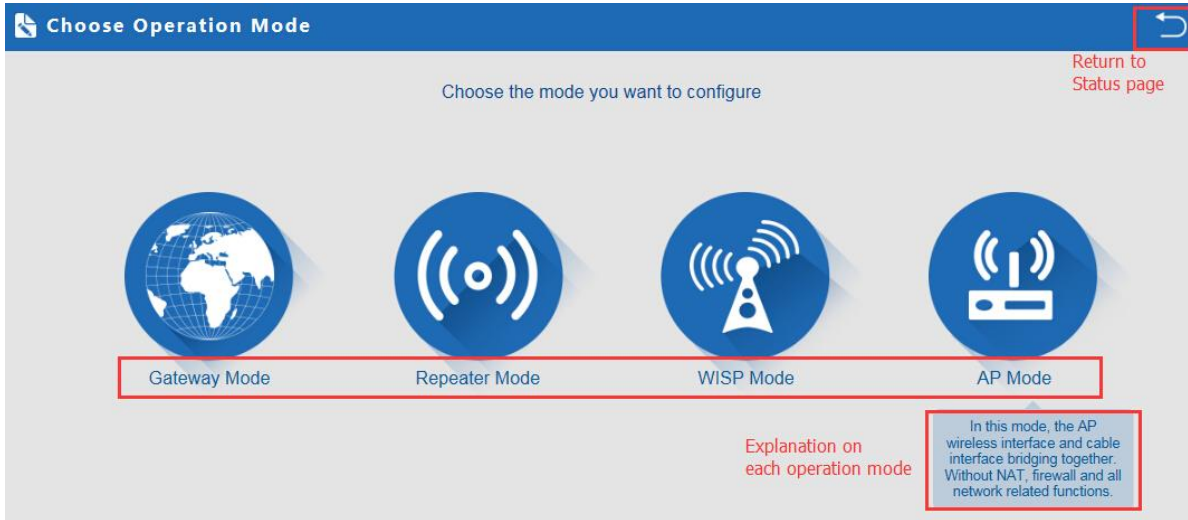 Choose Operation Mode
Return to
Status page
Choose the mode you want to configure
Gateway Mode
Repeater Mode
WISP Mode
AP Mode
Explanation on
each operation mode
In this mode, the AP
wireless interface and cable
interface bridging together.
Without NAT, firewall and all
network related functions.